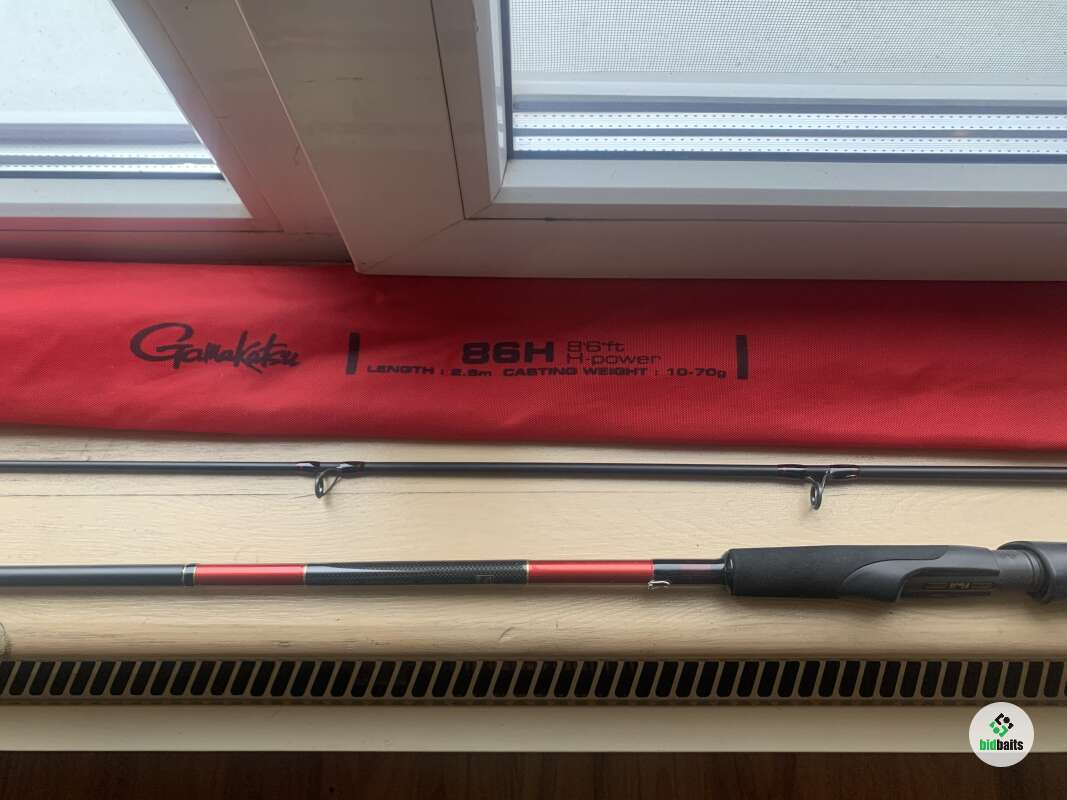 Gamakatsu
86H 8'6"ft
H-power
LENGTH : 2.6m CASTING WEIGHT : 10-70g
bidbaits